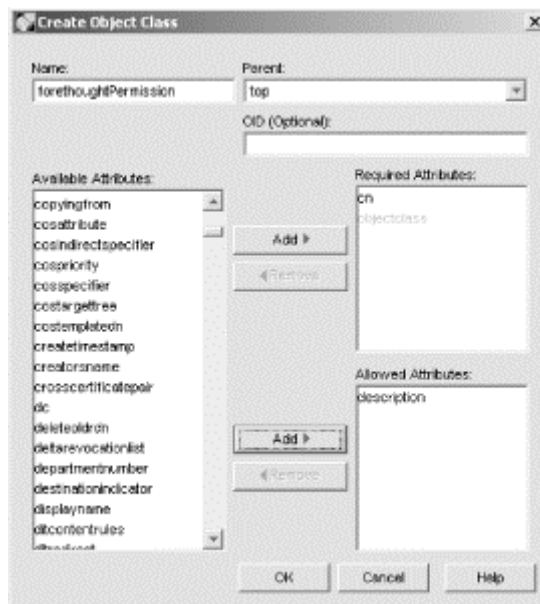 Create Object Class
Name:
Parent:
forethoughtPermission
top
OID (Optional):
Available Attributes:
Required Attributes:
copyingfrom
cosattribute
cosindirectspecifier
cospriority
cosspecifier
costargettree
costemplatedn
createtimestamp
creatorsname
crosscertificatepair
dc
deleteoldrdn
deltarevocationlist
departmentnumber
destinationindicator
displayname
ditcontentrules
Add
Remove
cn
objectclass
Allowed Attributes:
description
Add
Remove
OK
Cancel
Help